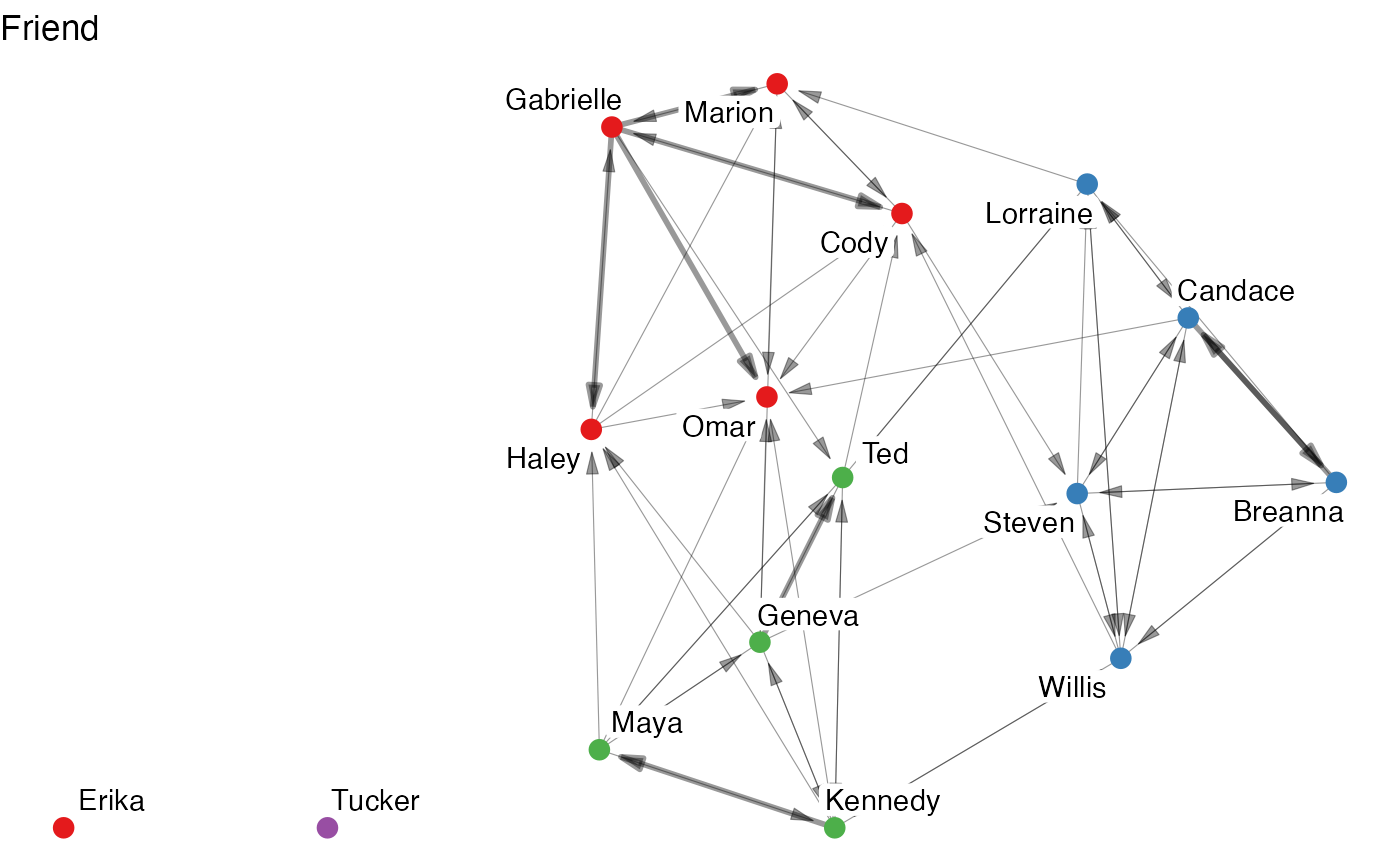 Friend
Gabrielle
Marion
Lorraine
Cody
Candace
Omar
Ted
Haley
Breanna
Steven
Geneva
Willis
Maya
Erika
Tucker
Kennedy